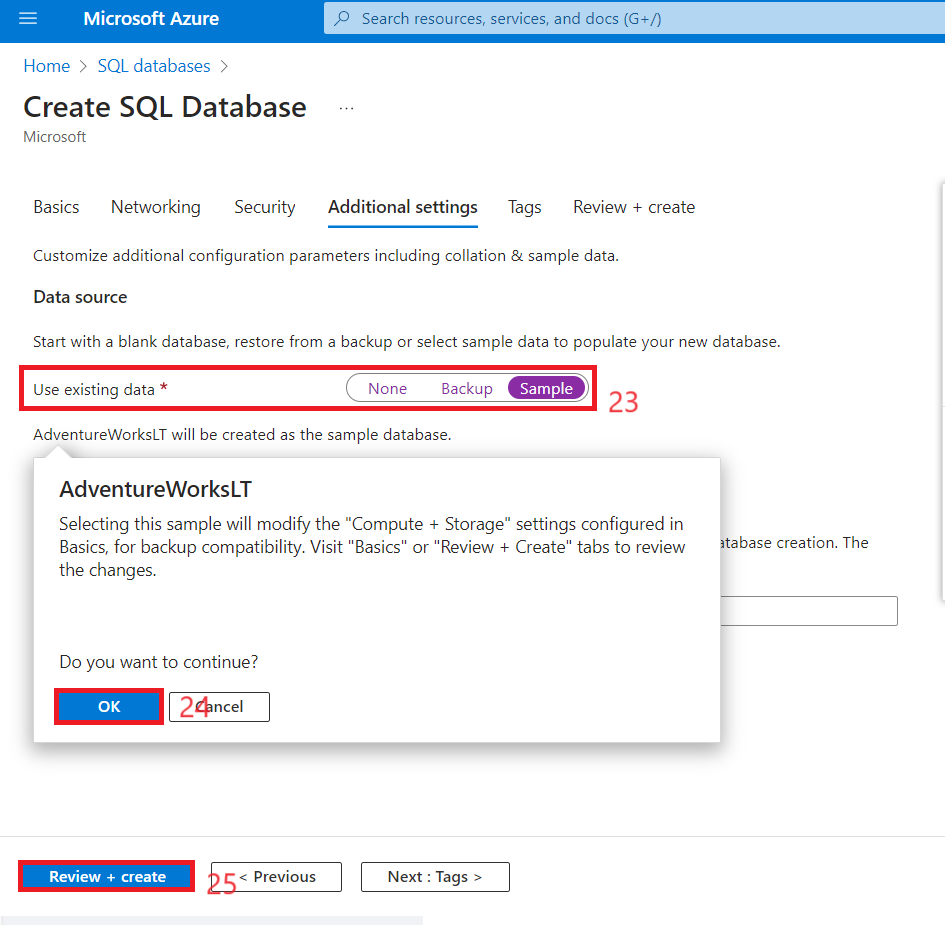 Microsoft Azure
Search resources, services, and docs (G+/)
Home > SQL databases >
Create SQL Database ...
Microsoft
Basics Networking Security Additional settings Tags Review + create
Customize additional configuration parameters including collation & sample data.
Data source
Start with a blank database, restore from a backup or select sample data to populate your new database.
Use existing data * None Backup Sample 23
AdventureWorksLT will be created as the sample database.
AdventureWorksLT
Selecting this sample will modify the "Compute + Storage" settings configured in
Basics, for backup compatibility. Visit "Basics" or "Review + Create" tabs to review
the changes.
atabase creation. The
Do you want to continue?
OK 24 Cancel
Review + create 25 < Previous Next : Tags >